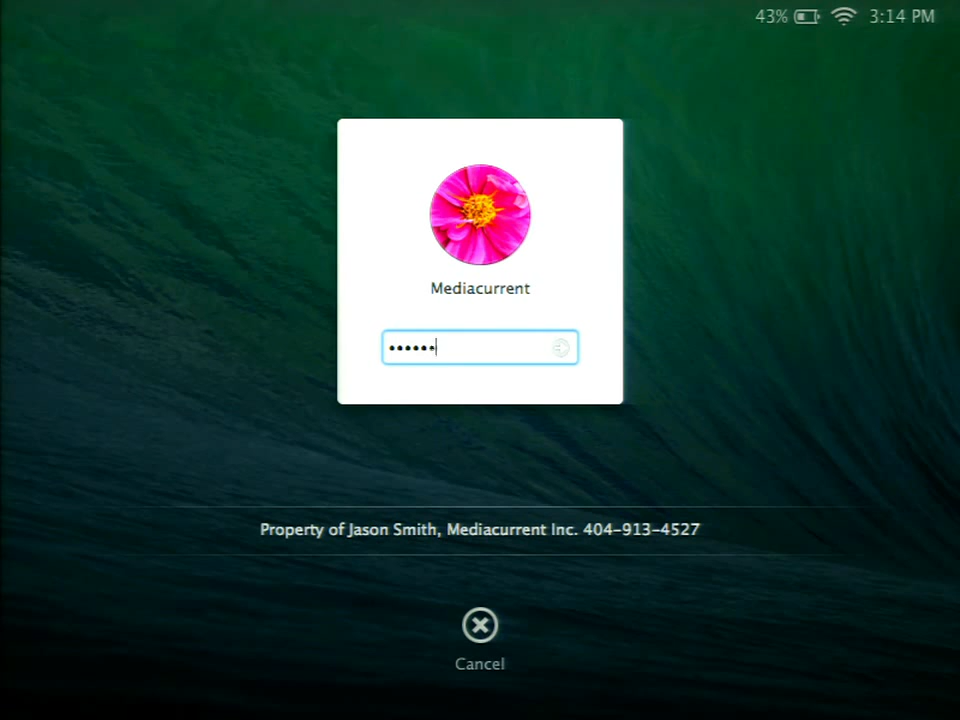 43% 3:14 PM
Mediacurrent
••••••
Property of Jason Smith, Mediacurrent Inc. 404-913-4527
Cancel